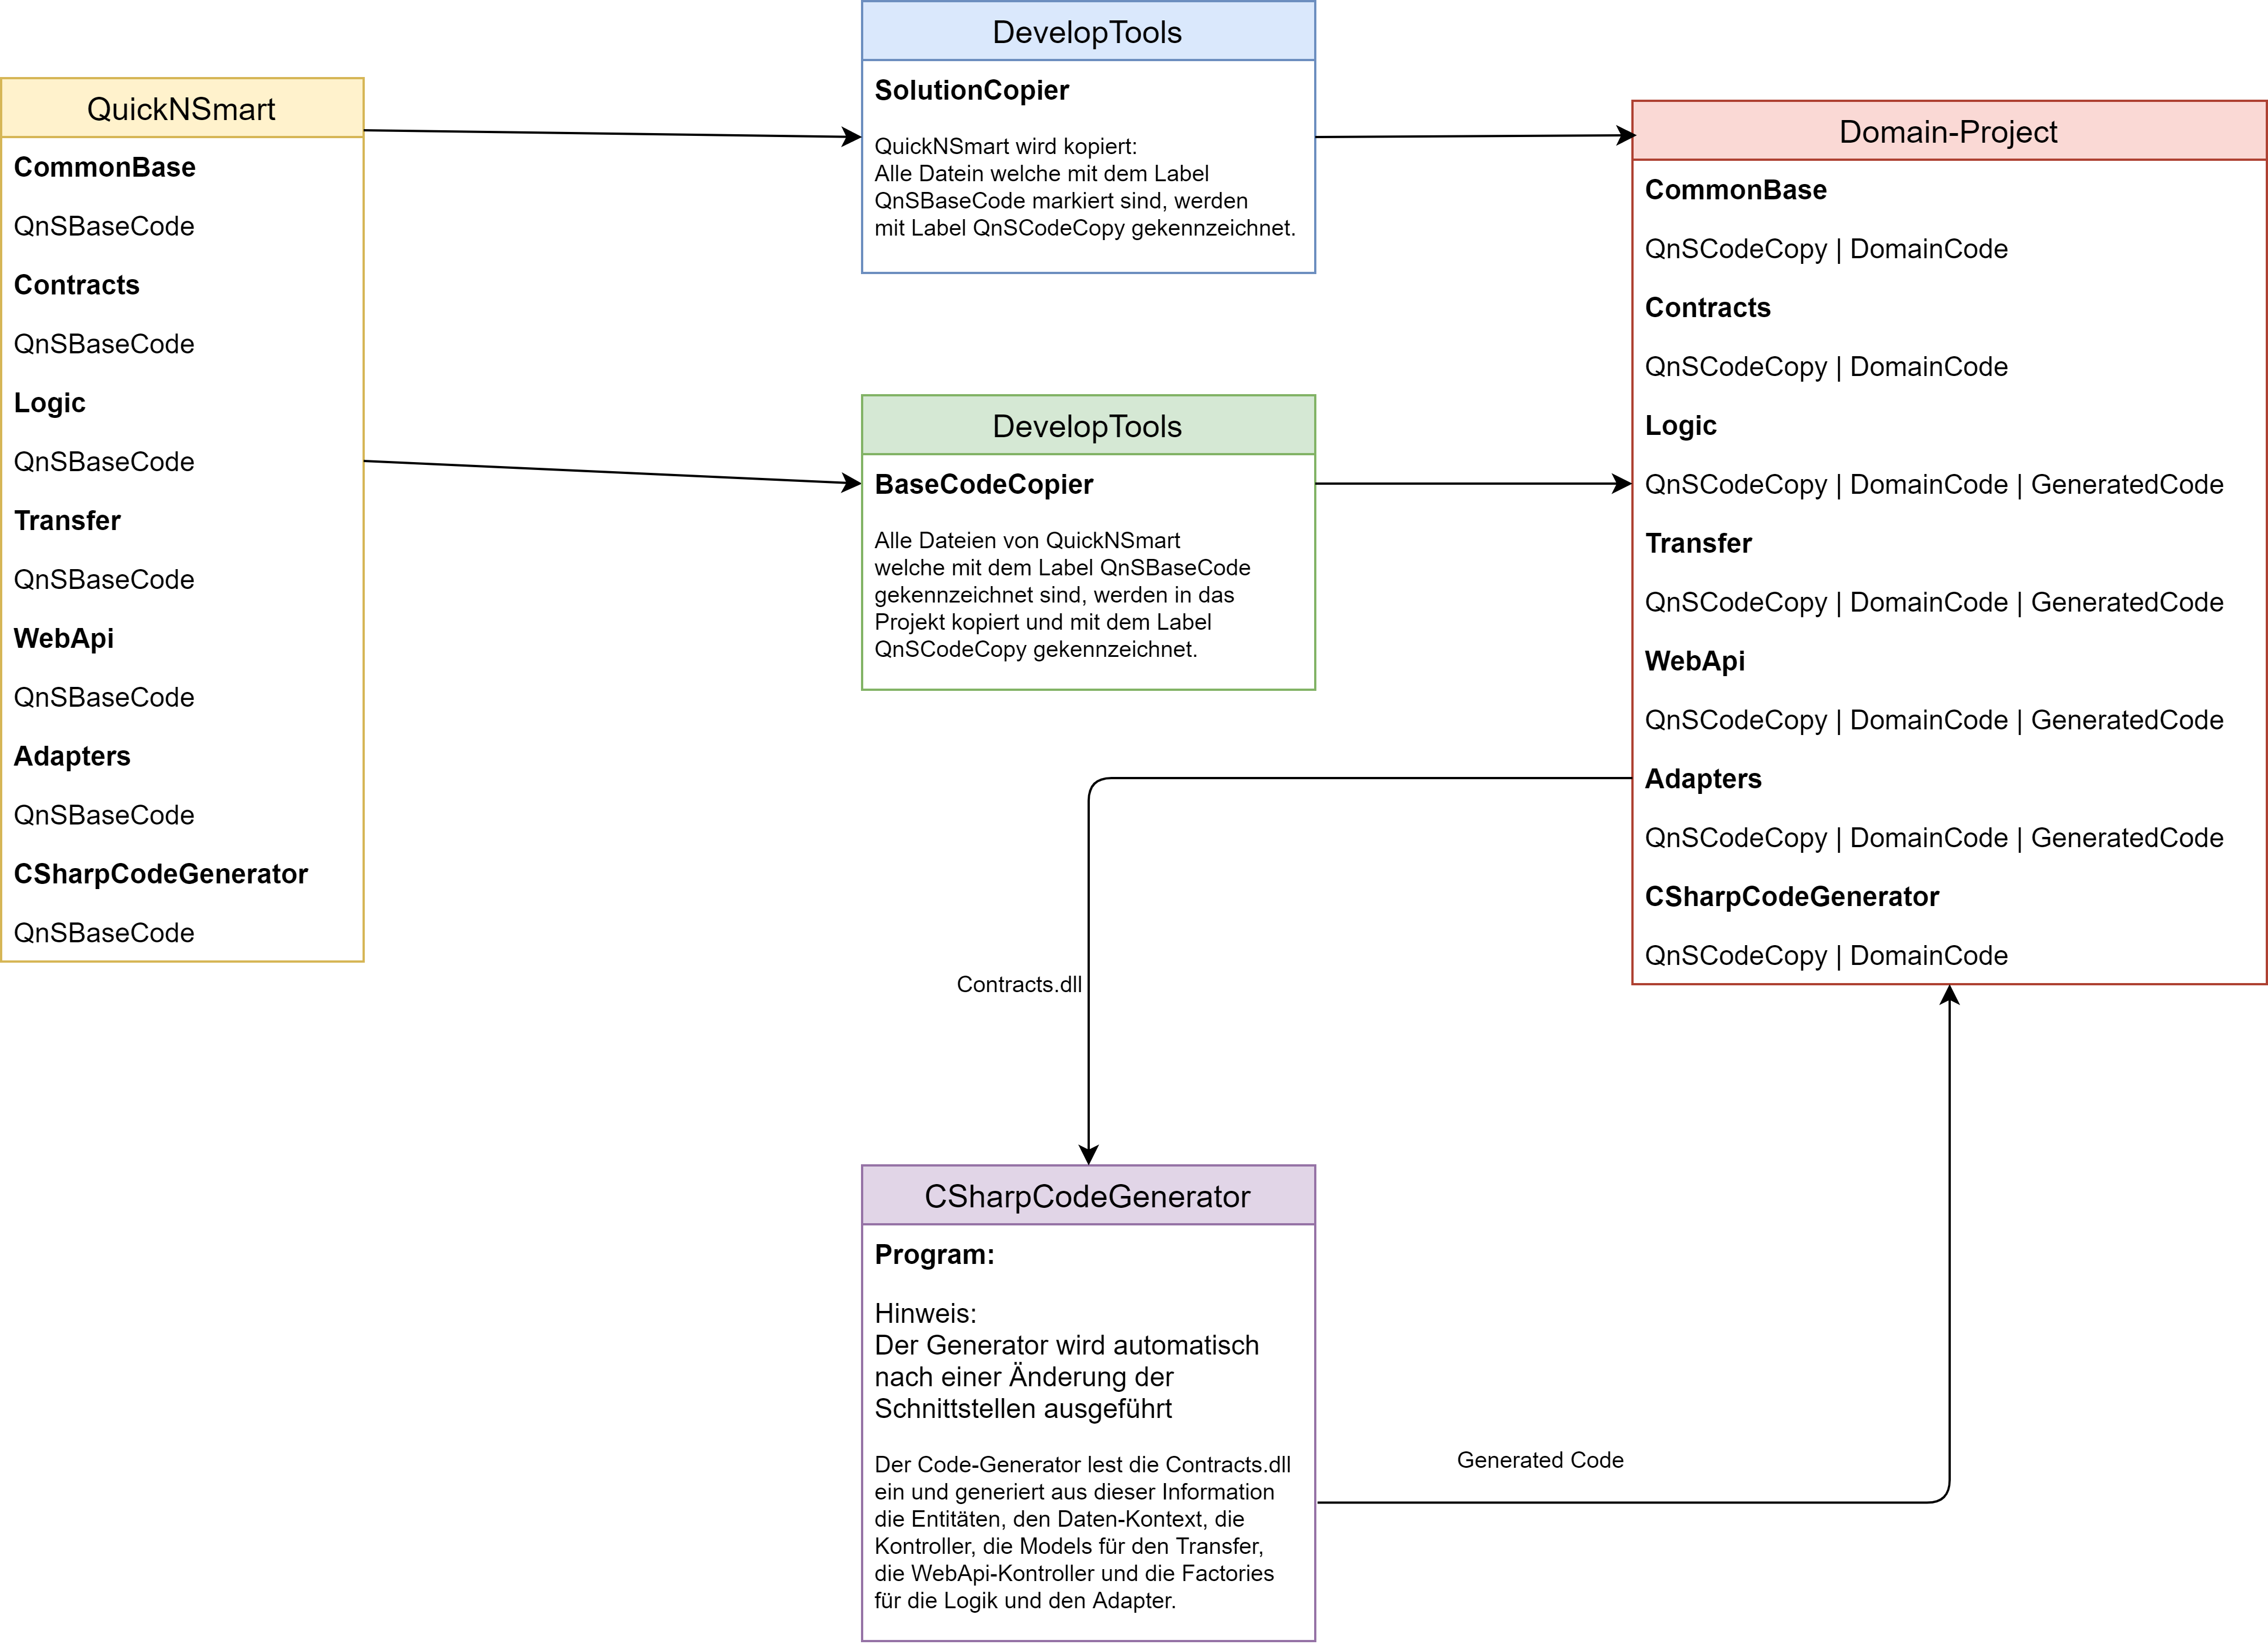 QuickNSmart
CommonBase
QnSBaseCode
Contracts
QnSBaseCode
Logic
QnSBaseCode
Transfer
QnSBaseCode
WebApi
QnSBaseCode
Adapters
QnSBaseCode
CSharpCodeGenerator
QnSBaseCode
DevelopTools
SolutionCopier
QuickNSmart wird kopiert:
Alle Datein welche mit dem Label
QnSBaseCode markiert sind, werden
mit Label QnSCodeCopy gekennzeichnet.
DevelopTools
BaseCodeCopier
Alle Dateien von QuickNSmart
welche mit dem Label QnSBaseCode
gekennzeichnet sind, werden in das
Projekt kopiert und mit dem Label
QnSCodeCopy gekennzeichnet.
Domain-Project
CommonBase
QnSCodeCopy | DomainCode
Contracts
QnSCodeCopy | DomainCode
Logic
QnSCodeCopy | DomainCode | GeneratedCode
Transfer
QnSCodeCopy | DomainCode | GeneratedCode
WebApi
QnSCodeCopy | DomainCode | GeneratedCode
Adapters
QnSCodeCopy | DomainCode | GeneratedCode
CSharpCodeGenerator
QnSCodeCopy | DomainCode
Contracts.dll
CSharpCodeGenerator
Program:
Hinweis:
Der Generator wird automatisch
nach einer Änderung der
Schnittstellen ausgeführt
Der Code-Generator lest die Contracts.dll
ein und generiert aus dieser Information
die Entitäten, den Daten-Kontext, die
Kontroller, die Models für den Transfer,
die WebApi-Kontroller und die Factories
für die Logik und den Adapter.
Generated Code